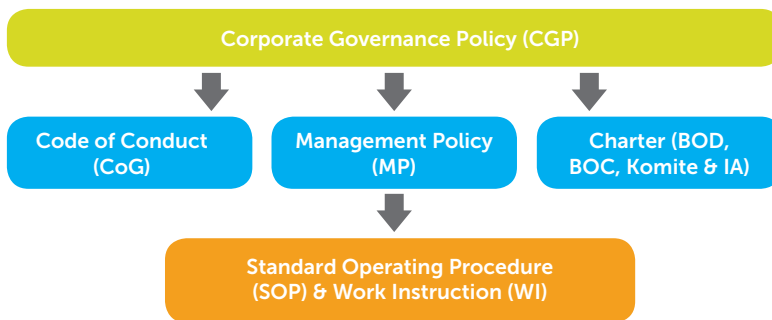 Corporate Governance Policy (CGP)
Code of Conduct
(CoG)
Management Policy
(MP)
Charter (BOD,
BOC, Komite & IA)
Standard Operating Procedure
(SOP) & Work Instruction (WI)